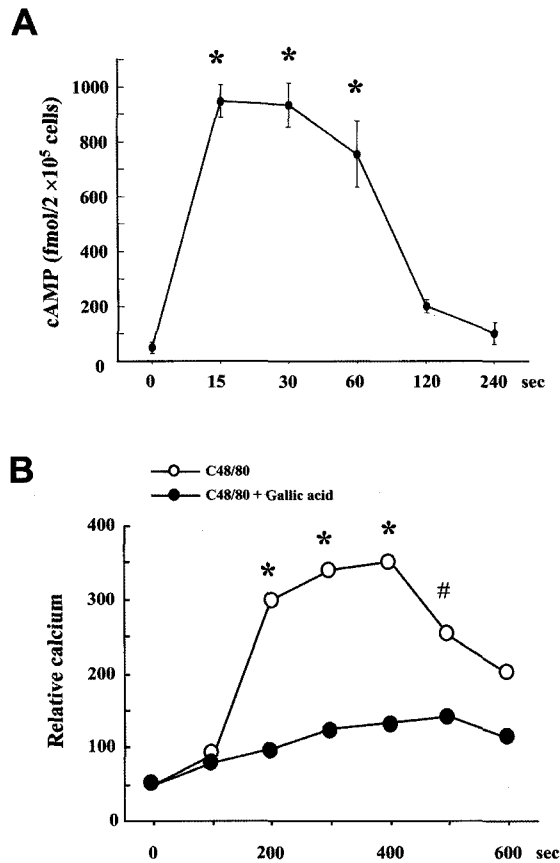 A
cAMP (fmol/2 ×10⁵ cells)
1000
800
600
400
200
0
* * *
0 15 30 60 120 240 sec
B
C48/80
C48/80 + Gallic acid
Relative calcium
400
300
200
100
0
* * * #
0 200 400 600 sec